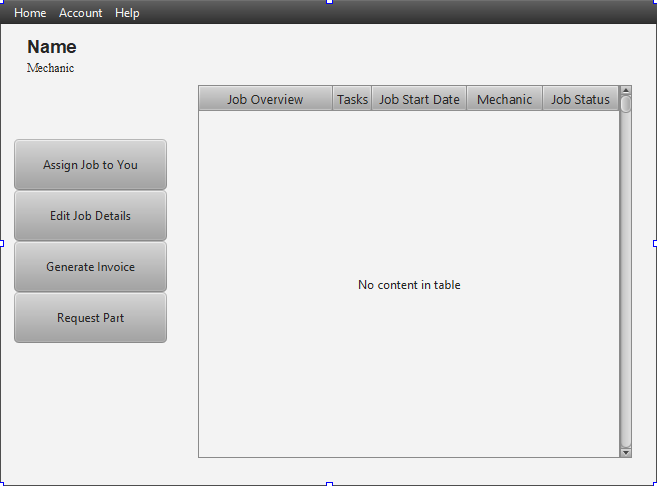 Home Account Help
Name
Mechanic
Job Overview Tasks Job Start Date Mechanic Job Status
Assign Job to You
Edit Job Details
Generate Invoice
No content in table
Request Part